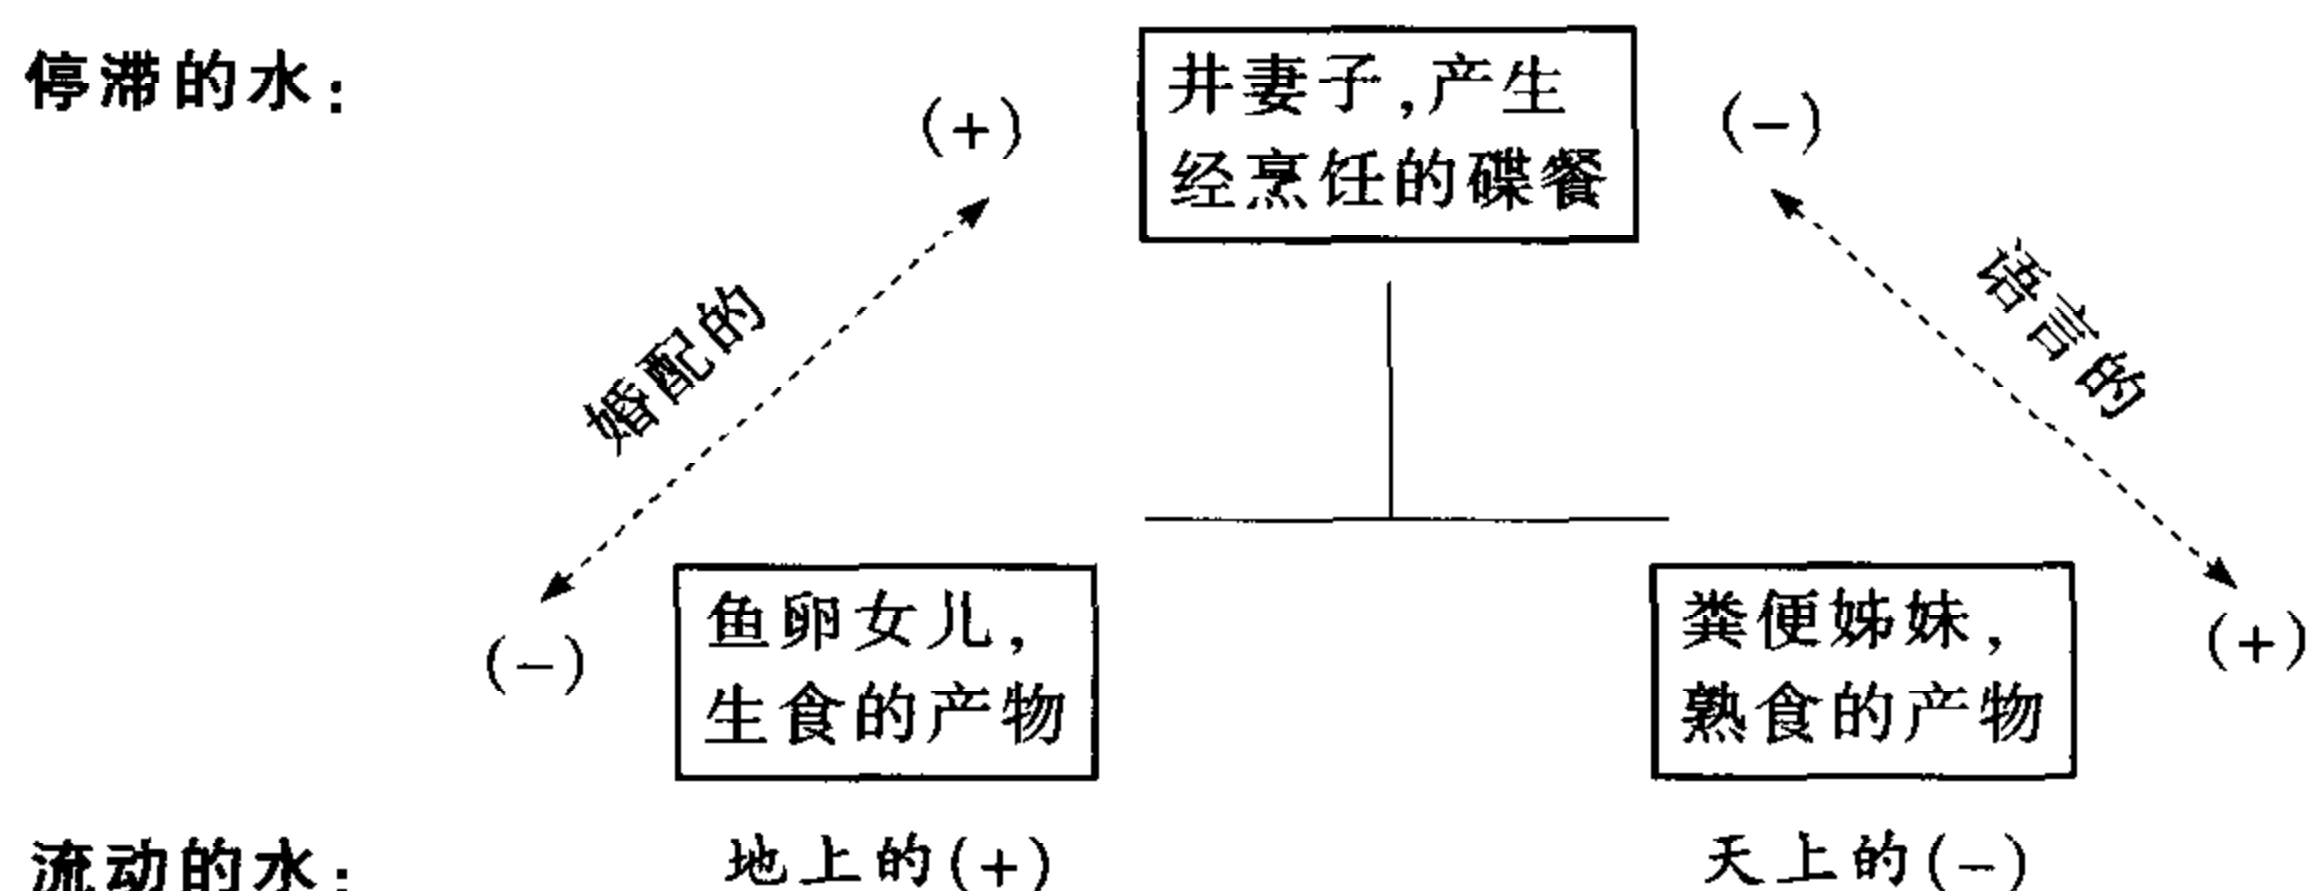 停滞的水：
(+)
井妻子,产生
经烹饪的碟餐
(-)
婚配的
语言的
(-)
鱼卵女儿,
生食的产物
粪便姊妹,
熟食的产物
(+)
流动的水：
地上的(+)
天上的(-)